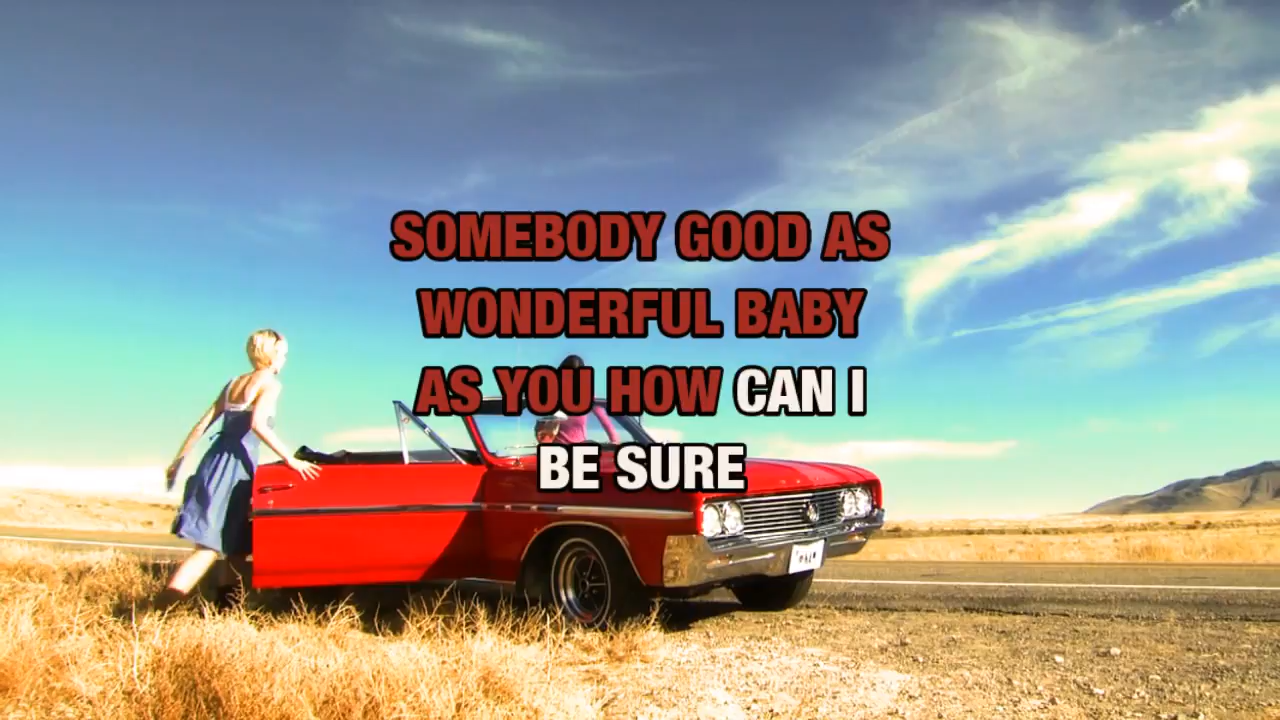 SOMEBODY GOOD AS
WONDERFUL BABY
AS YOU HOW CAN I
BE SURE